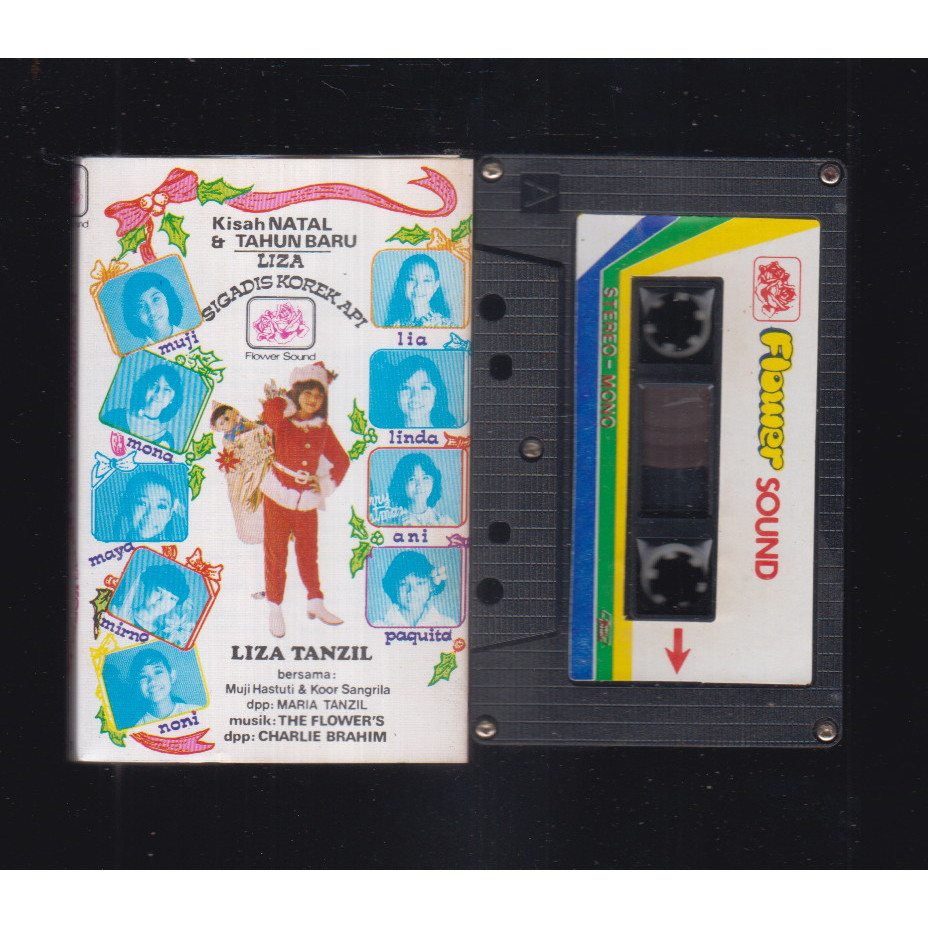 Kisah NATAL
& TAHUN BARU
LIZA
SIGADIS KOREK API
Flower Sound
muji
mona
maya
mirno
noni
lia
linda
ani
paquita
LIZA TANZIL
bersama:
Muji Hastuti & Koor Sangrila
dpp: MARIA TANZIL
musik: THE FLOWER'S
dpp: CHARLIE BRAHIM
STEREO - MONO
Flower SOUND